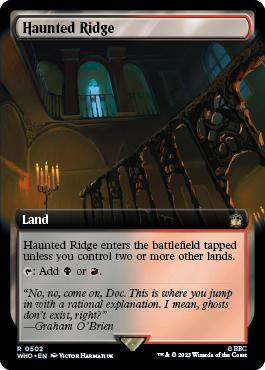 Haunted Ridge
Land
Haunted Ridge enters the battlefield tapped
unless you control two or more other lands.
: Add or .
“No, no, come on, Doc. This is where you jump
in with a rational explanation. I mean, ghosts
don’t exist, right?”
—Graham O’Brien
R 0502
WHO • EN Victor Harmatiuk
© BBC
™ & © 2023 Wizards of the Coast